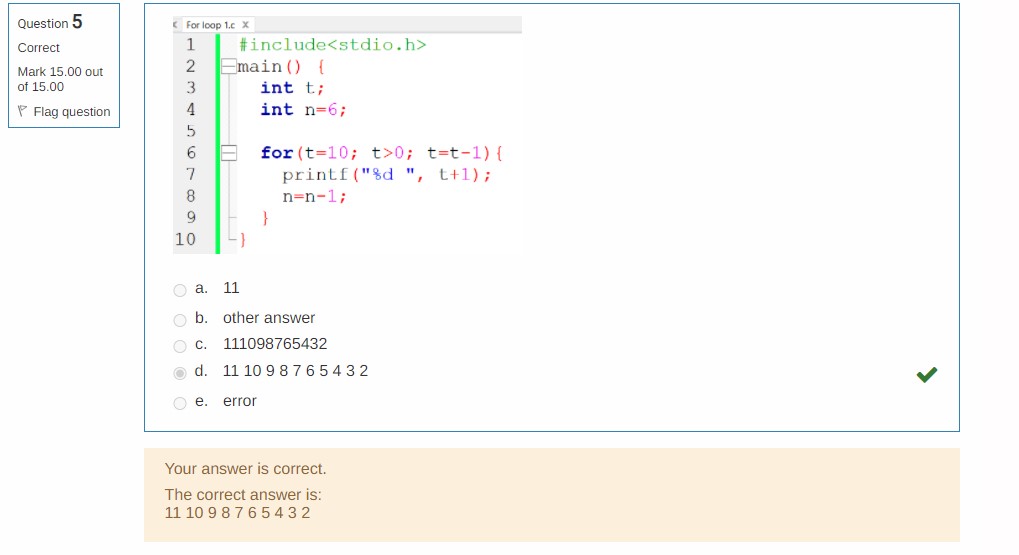 Question 5
Correct
Mark 15.00 out
of 15.00
Flag question
For loop 1.c X
1 #include<stdio.h>
2 main() {
3 int t;
4 int n=6;
5
6 for(t=10; t>0; t=t-1){
7 printf("%d ", t+1);
8 n=n-1;
9 }
10 }
a. 11
b. other answer
c. 111098765432
d. 11 10 9 8 7 6 5 4 3 2
e. error
Your answer is correct.
The correct answer is:
11 10 9 8 7 6 5 4 3 2